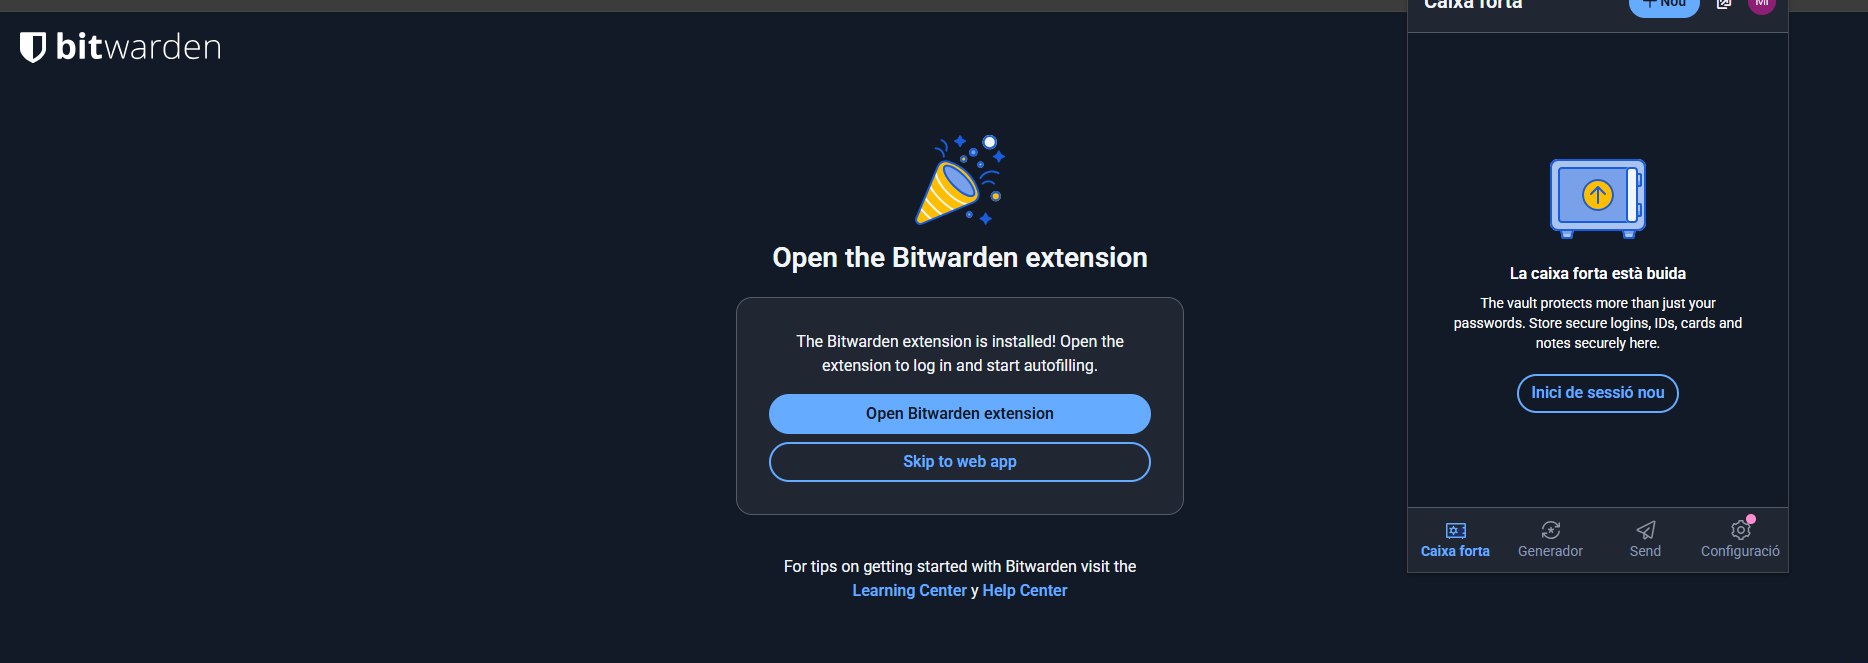 bitwarden
Open the Bitwarden extension
The Bitwarden extension is installed! Open the
extension to log in and start autofilling.
Open Bitwarden extension
Skip to web app
For tips on getting started with Bitwarden visit the
Learning Center y Help Center
Caixa forta
Nou
MI
La caixa forta està buida
The vault protects more than just your
passwords. Store secure logins, IDs, cards and
notes securely here.
Inici de sessió nou
Caixa forta
Generador
Send
Configuració